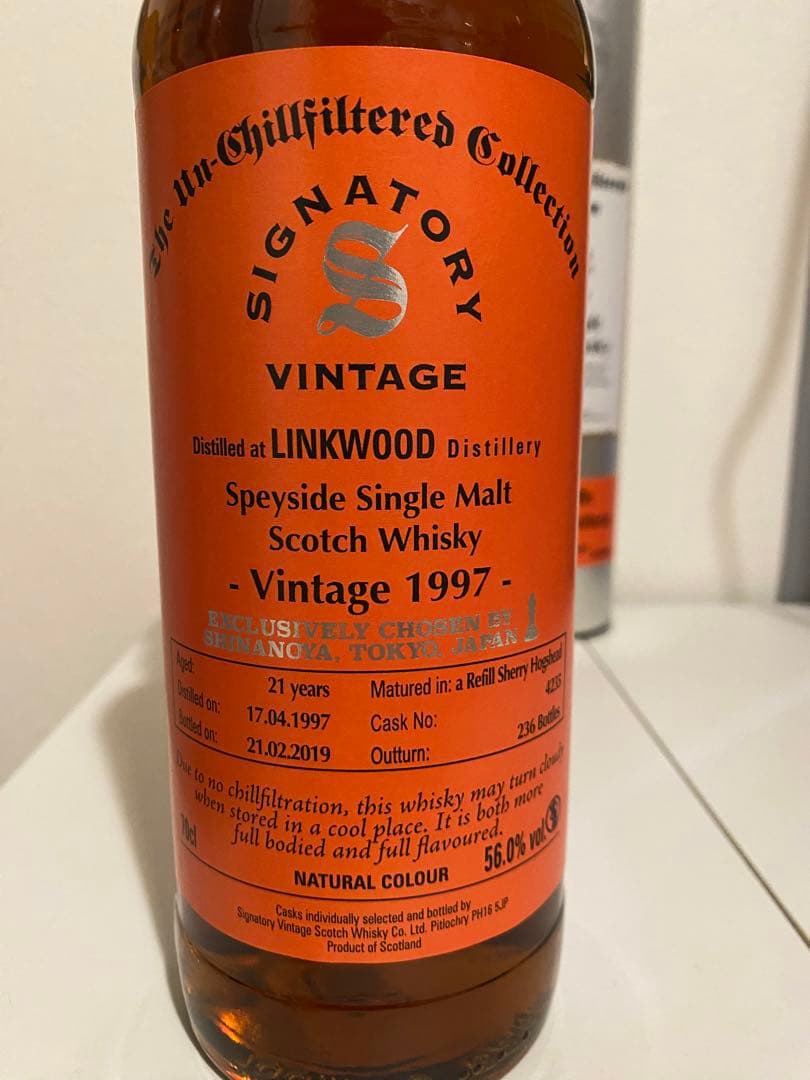 The Un-Chillfiltered Collection
SIGNATORY
S
VINTAGE
Distilled at LINKWOOD Distillery
Speyside Single Malt
Scotch Whisky
- Vintage 1997 -
EXCLUSIVELY CHOSEN BY
SHINANOYA, TOKYO, JAPAN
Aged: 21 years Matured in: a Refill Sherry Hogshead
Distilled on: 17.04.1997 Cask No: 4235
Bottled on: 21.02.2019 Outturn: 236 Bottles
Due to no chillfiltration, this whisky may turn cloudy
when stored in a cool place. It is both more
full bodied and full flavoured.
70cl 56.0% vol S
NATURAL COLOUR
Casks individually selected and bottled by
Signatory Vintage Scotch Whisky Co. Ltd. Pitlochry PH16 5JP
Product of Scotland